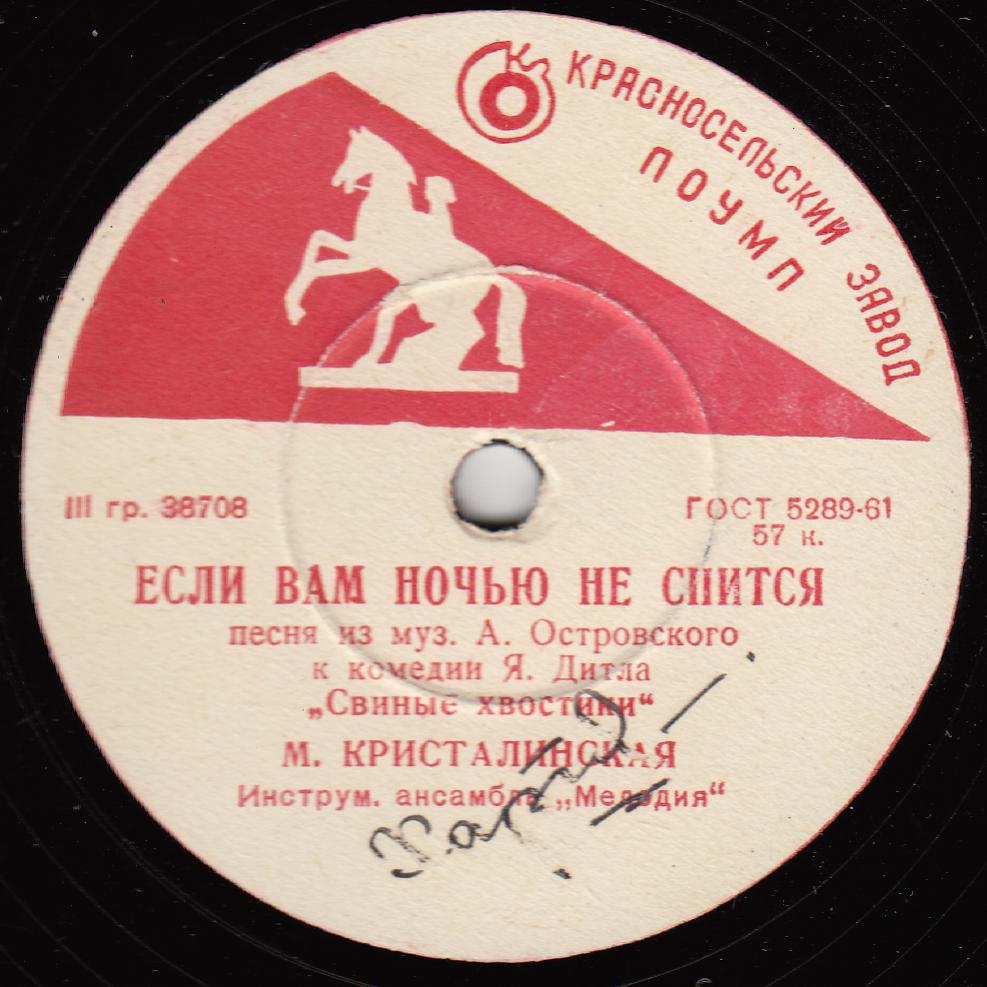 КРАСНОСЕЛЬСКИЙ ЗАВОД
ПОУМП
III гр. 38708
ГОСТ 5289-61
57 к.
ЕСЛИ ВАМ НОЧЬЮ НЕ СПИТСЯ
песня из муз. А. Островского
к комедии Я. Дитла
„Свиные хвостики“
М. КРИСТАЛИНСКАЯ
Инструм. ансамбль „Мелодия“